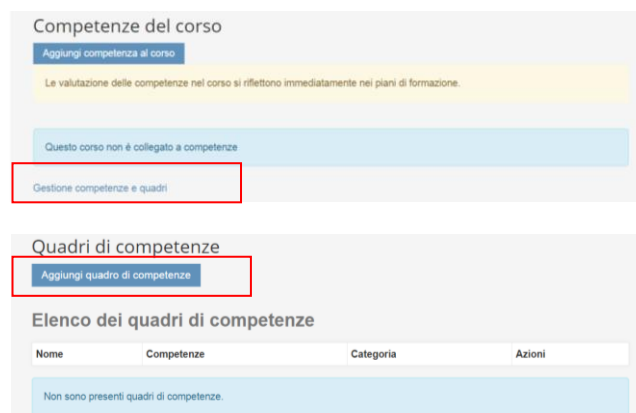 Competenze del corso
Aggiungi competenza al corso
Le valutazione delle competenze nel corso si riflettono immediatamente nei piani di formazione.
Questo corso non è collegato a competenze
Gestione competenze e quadri
Quadri di competenze
Aggiungi quadro di competenze
Elenco dei quadri di competenze
Nome Competenze Categoria Azioni
Non sono presenti quadri di competenze.